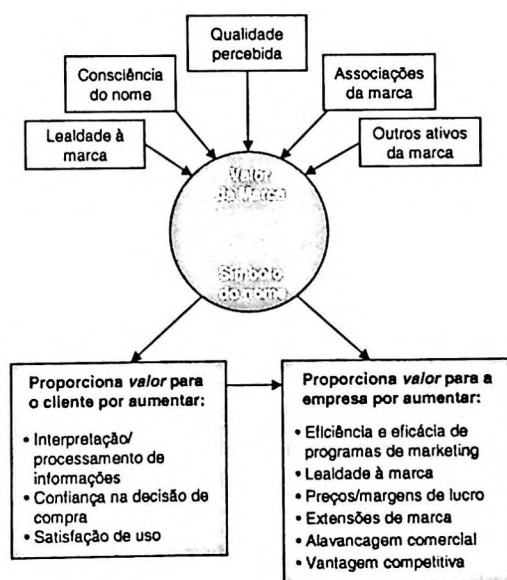 Qualidade
percebida
Consciência
do nome
Associações
da marca
Lealdade à
marca
Outros ativos
da marca
Valor
da Marca
Símbolo
do nome
Proporciona valor para
o cliente por aumentar:
• Interpretação/
processamento de
informações
• Confiança na decisão de
compra
• Satisfação de uso
Proporciona valor para a
empresa por aumentar:
• Eficiência e eficácia de
programas de marketing
• Lealdade à marca
• Preços/margens de lucro
• Extensões de marca
• Alavancagem comercial
• Vantagem competitiva